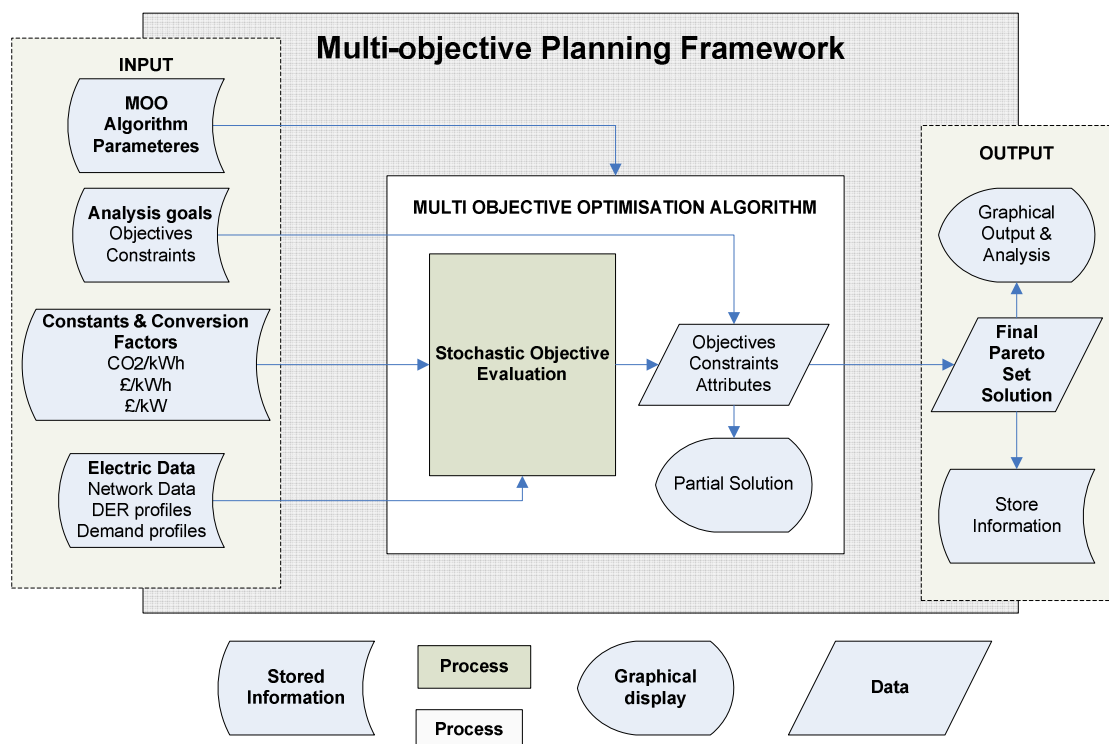 Multi-objective Planning Framework
INPUT
MOO
Algorithm
Parameteres
Analysis goals
Objectives
Constraints
Constants & Conversion
Factors
CO2/kWh
£/kWh
£/kW
Electric Data
Network Data
DER profiles
Demand profiles
MULTI OBJECTIVE OPTIMISATION ALGORITHM
Stochastic Objective
Evaluation
Objectives
Constraints
Attributes
Partial Solution
OUTPUT
Graphical
Output &
Analysis
Final
Pareto
Set
Solution
Store
Information
Stored
Information
Process
Process
Graphical
display
Data